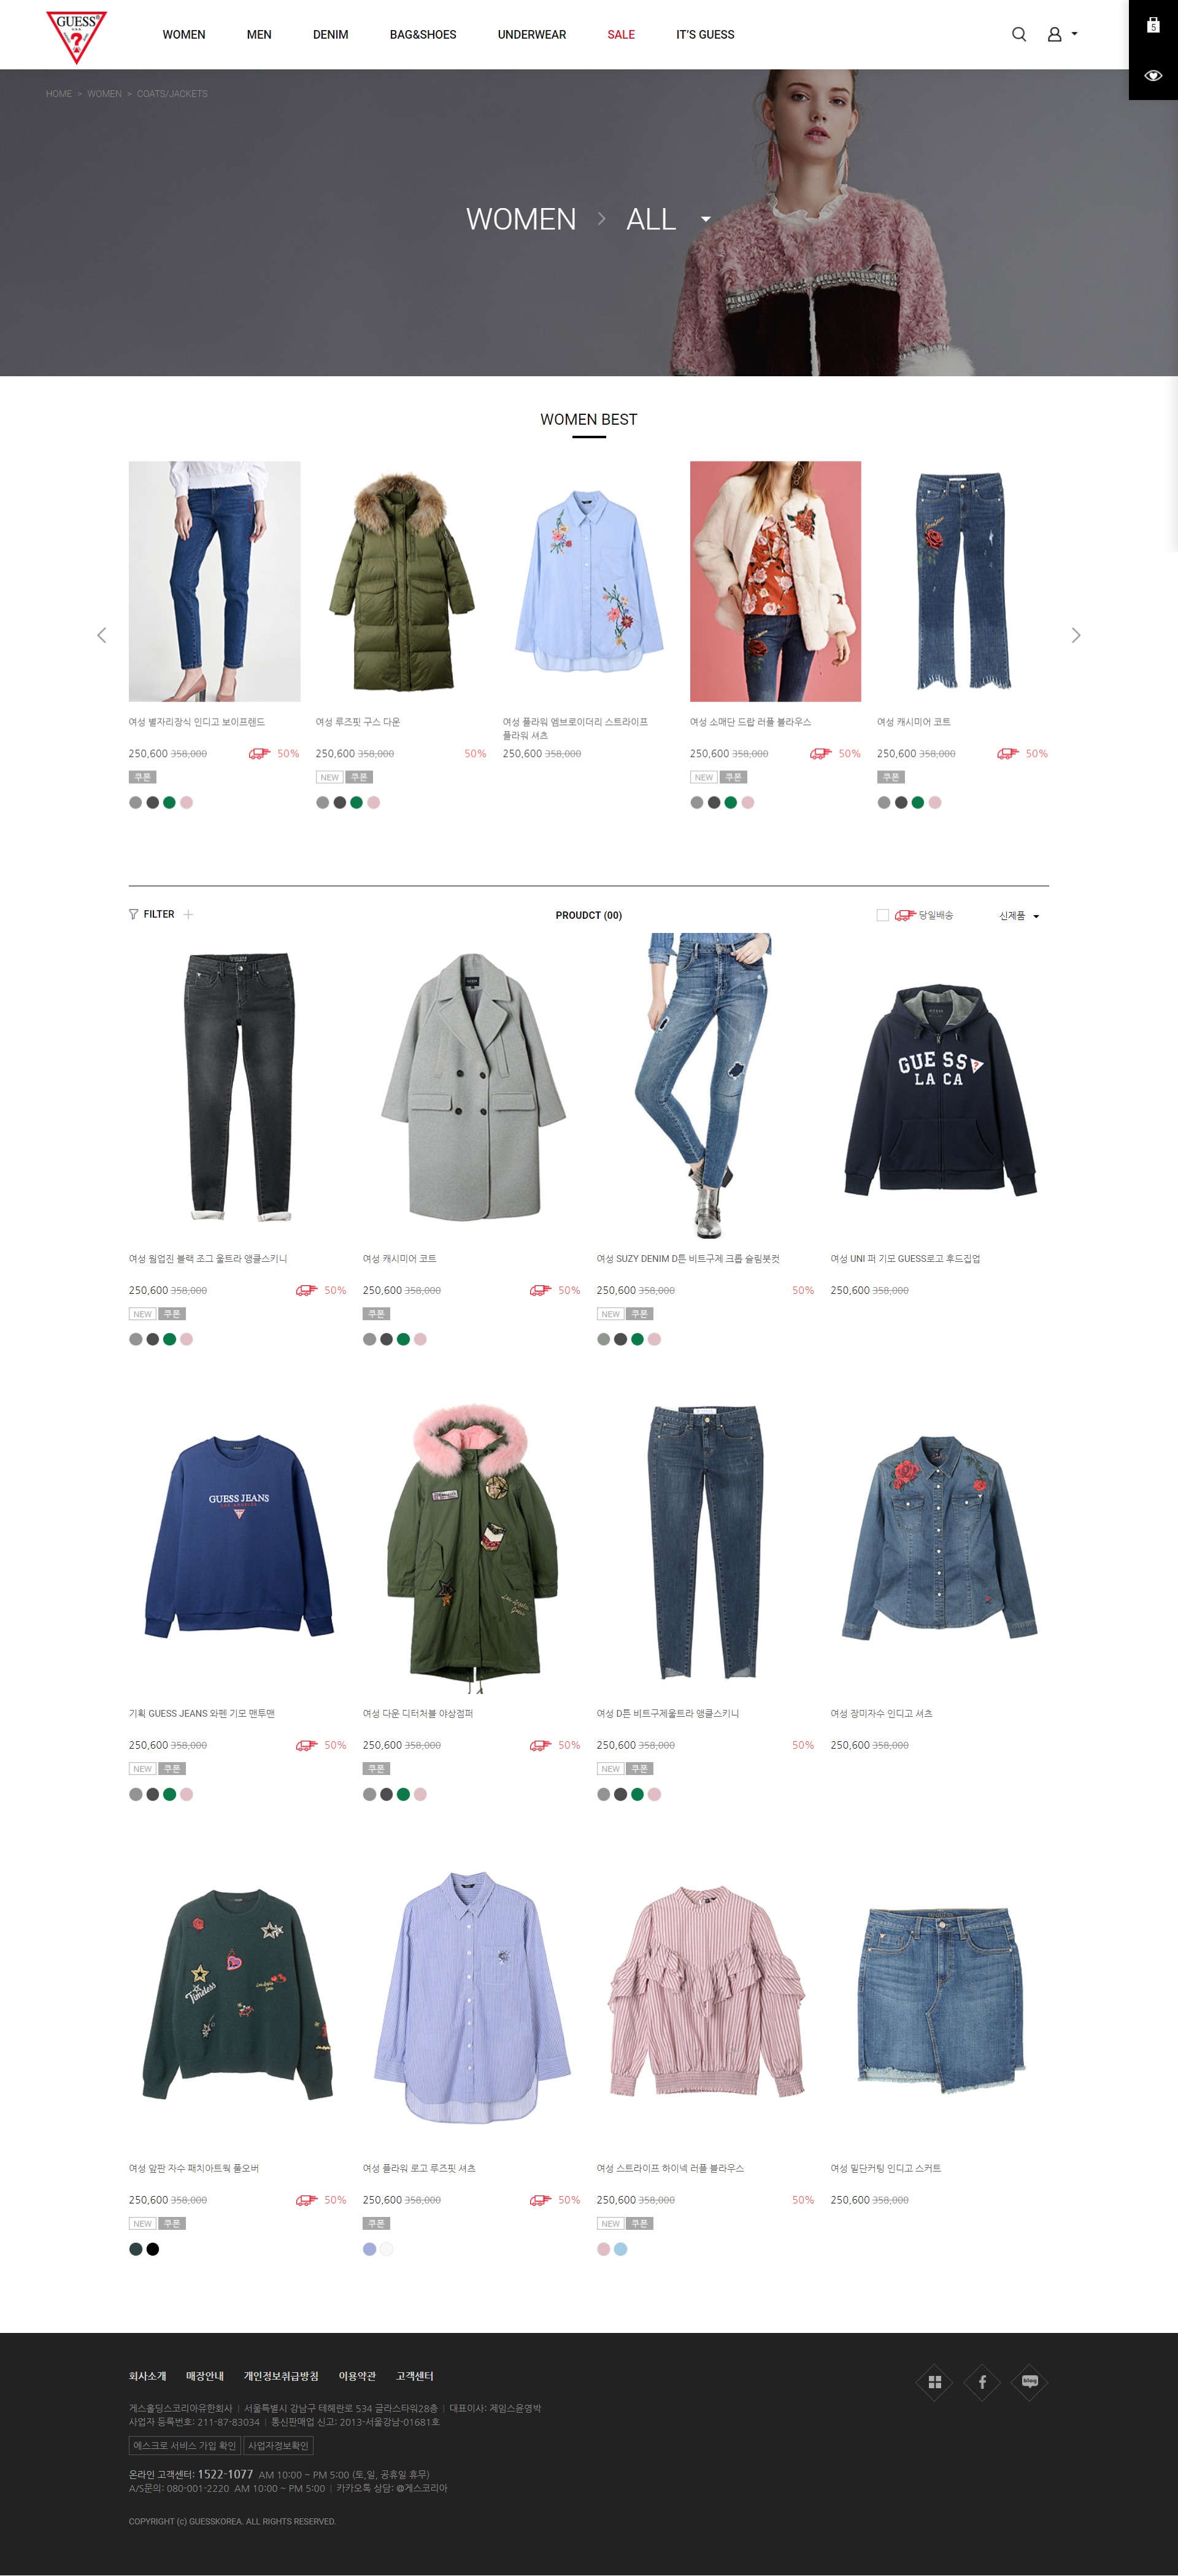 GUESS
U.S.A.
?
WOMEN MEN DENIM BAG&SHOES UNDERWEAR SALE IT'S GUESS
5
HOME > WOMEN > COATS/JACKETS
WOMEN > ALL
WOMEN BEST
여성 별자리장식 인디고 보이프렌드
250,600 358,000 50%
쿠폰
여성 루즈핏 구스 다운
250,600 358,000 50%
NEW 쿠폰
여성 플라워 엠브로이더리 스트라이프
플라워 셔츠
250,600 358,000
여성 소매단 드랍 러플 블라우스
250,600 358,000 50%
NEW 쿠폰
여성 캐시미어 코트
250,600 358,000 50%
쿠폰
FILTER +
PROUDCT (00)
당일배송
신제품
GUESS
LA CA
여성 웜업진 블랙 조그 울트라 앵클스키니
250,600 358,000 50%
NEW 쿠폰
여성 캐시미어 코트
250,600 358,000 50%
쿠폰
여성 SUZY DENIM D톤 비트구제 크롭 슬림붓컷
250,600 358,000 50%
NEW 쿠폰
여성 UNI 퍼 기모 GUESS로고 후드집업
250,600 358,000
GUESS JEANS
LOS ANGELES
기획 GUESS JEANS 와펜 기모 맨투맨
250,600 358,000 50%
NEW 쿠폰
여성 다운 디터처블 야상점퍼
250,600 358,000 50%
쿠폰
여성 D톤 비트구제울트라 앵클스키니
250,600 358,000 50%
NEW 쿠폰
여성 장미자수 인디고 셔츠
250,600 358,000
Timeless
여성 앞판 자수 패치아트웍 풀오버
250,600 358,000 50%
NEW 쿠폰
여성 플라워 로고 루즈핏 셔츠
250,600 358,000 50%
쿠폰
여성 스트라이프 하이넥 러플 블라우스
250,600 358,000 50%
NEW 쿠폰
여성 밑단커팅 인디고 스커트
250,600 358,000
회사소개 매장안내 개인정보취급방침 이용약관 고객센터
blog
게스홀딩스코리아유한회사 | 서울특별시 강남구 테헤란로 534 글라스타워28층 | 대표이사: 제임스윤영박
사업자 등록번호: 211-87-83034 | 통신판매업 신고: 2013-서울강남-01681호
에스크로 서비스 가입 확인 사업자정보확인
온라인 고객센터: 1522-1077 AM 10:00 ~ PM 5:00 (토,일, 공휴일 휴무)
A/S문의: 080-001-2220 AM 10:00 ~ PM 5:00 | 카카오톡 상담: @게스코리아
COPYRIGHT (c) GUESSKOREA. ALL RIGHTS RESERVED.